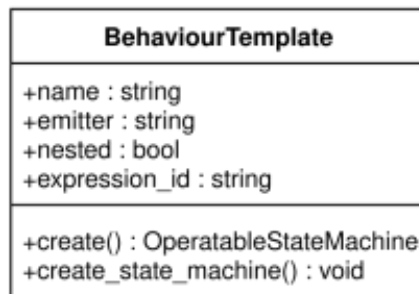 BehaviourTemplate
+name : string
+emitter : string
+nested : bool
+expression_id : string
+create() : OperatableStateMachine
+create_state_machine() : void